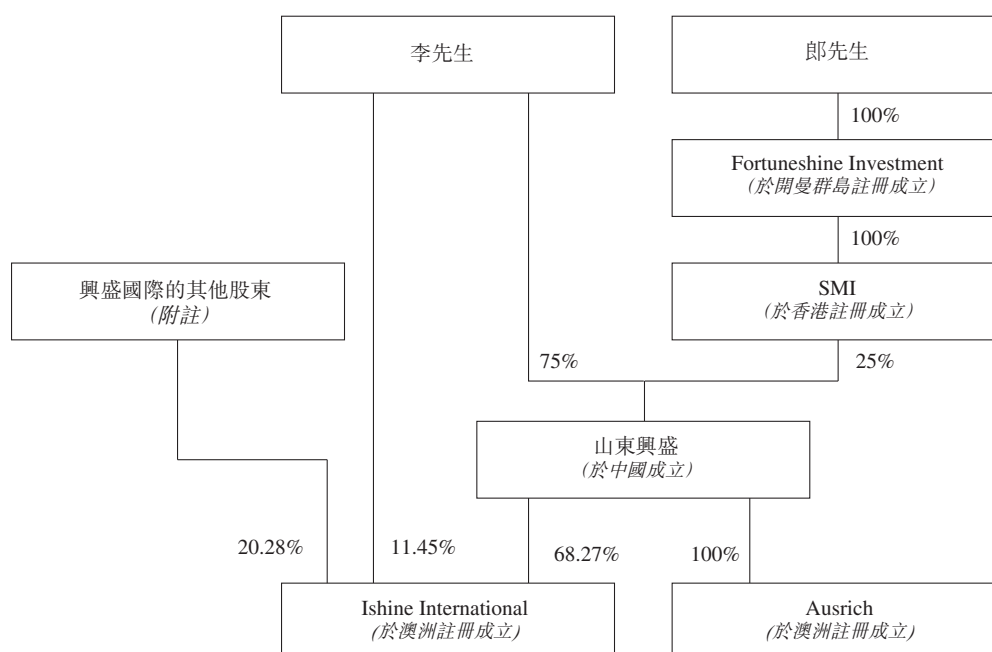 李先生
郎先生
100%
Fortuneshine Investment
(於開曼群島註冊成立)
100%
興盛國際的其他股東
(附註)
SMI
(於香港註冊成立)
75%
25%
山東興盛
(於中國成立)
20.28%
11.45%
68.27%
100%
Ishine International
(於澳洲註冊成立)
Ausrich
(於澳洲註冊成立)